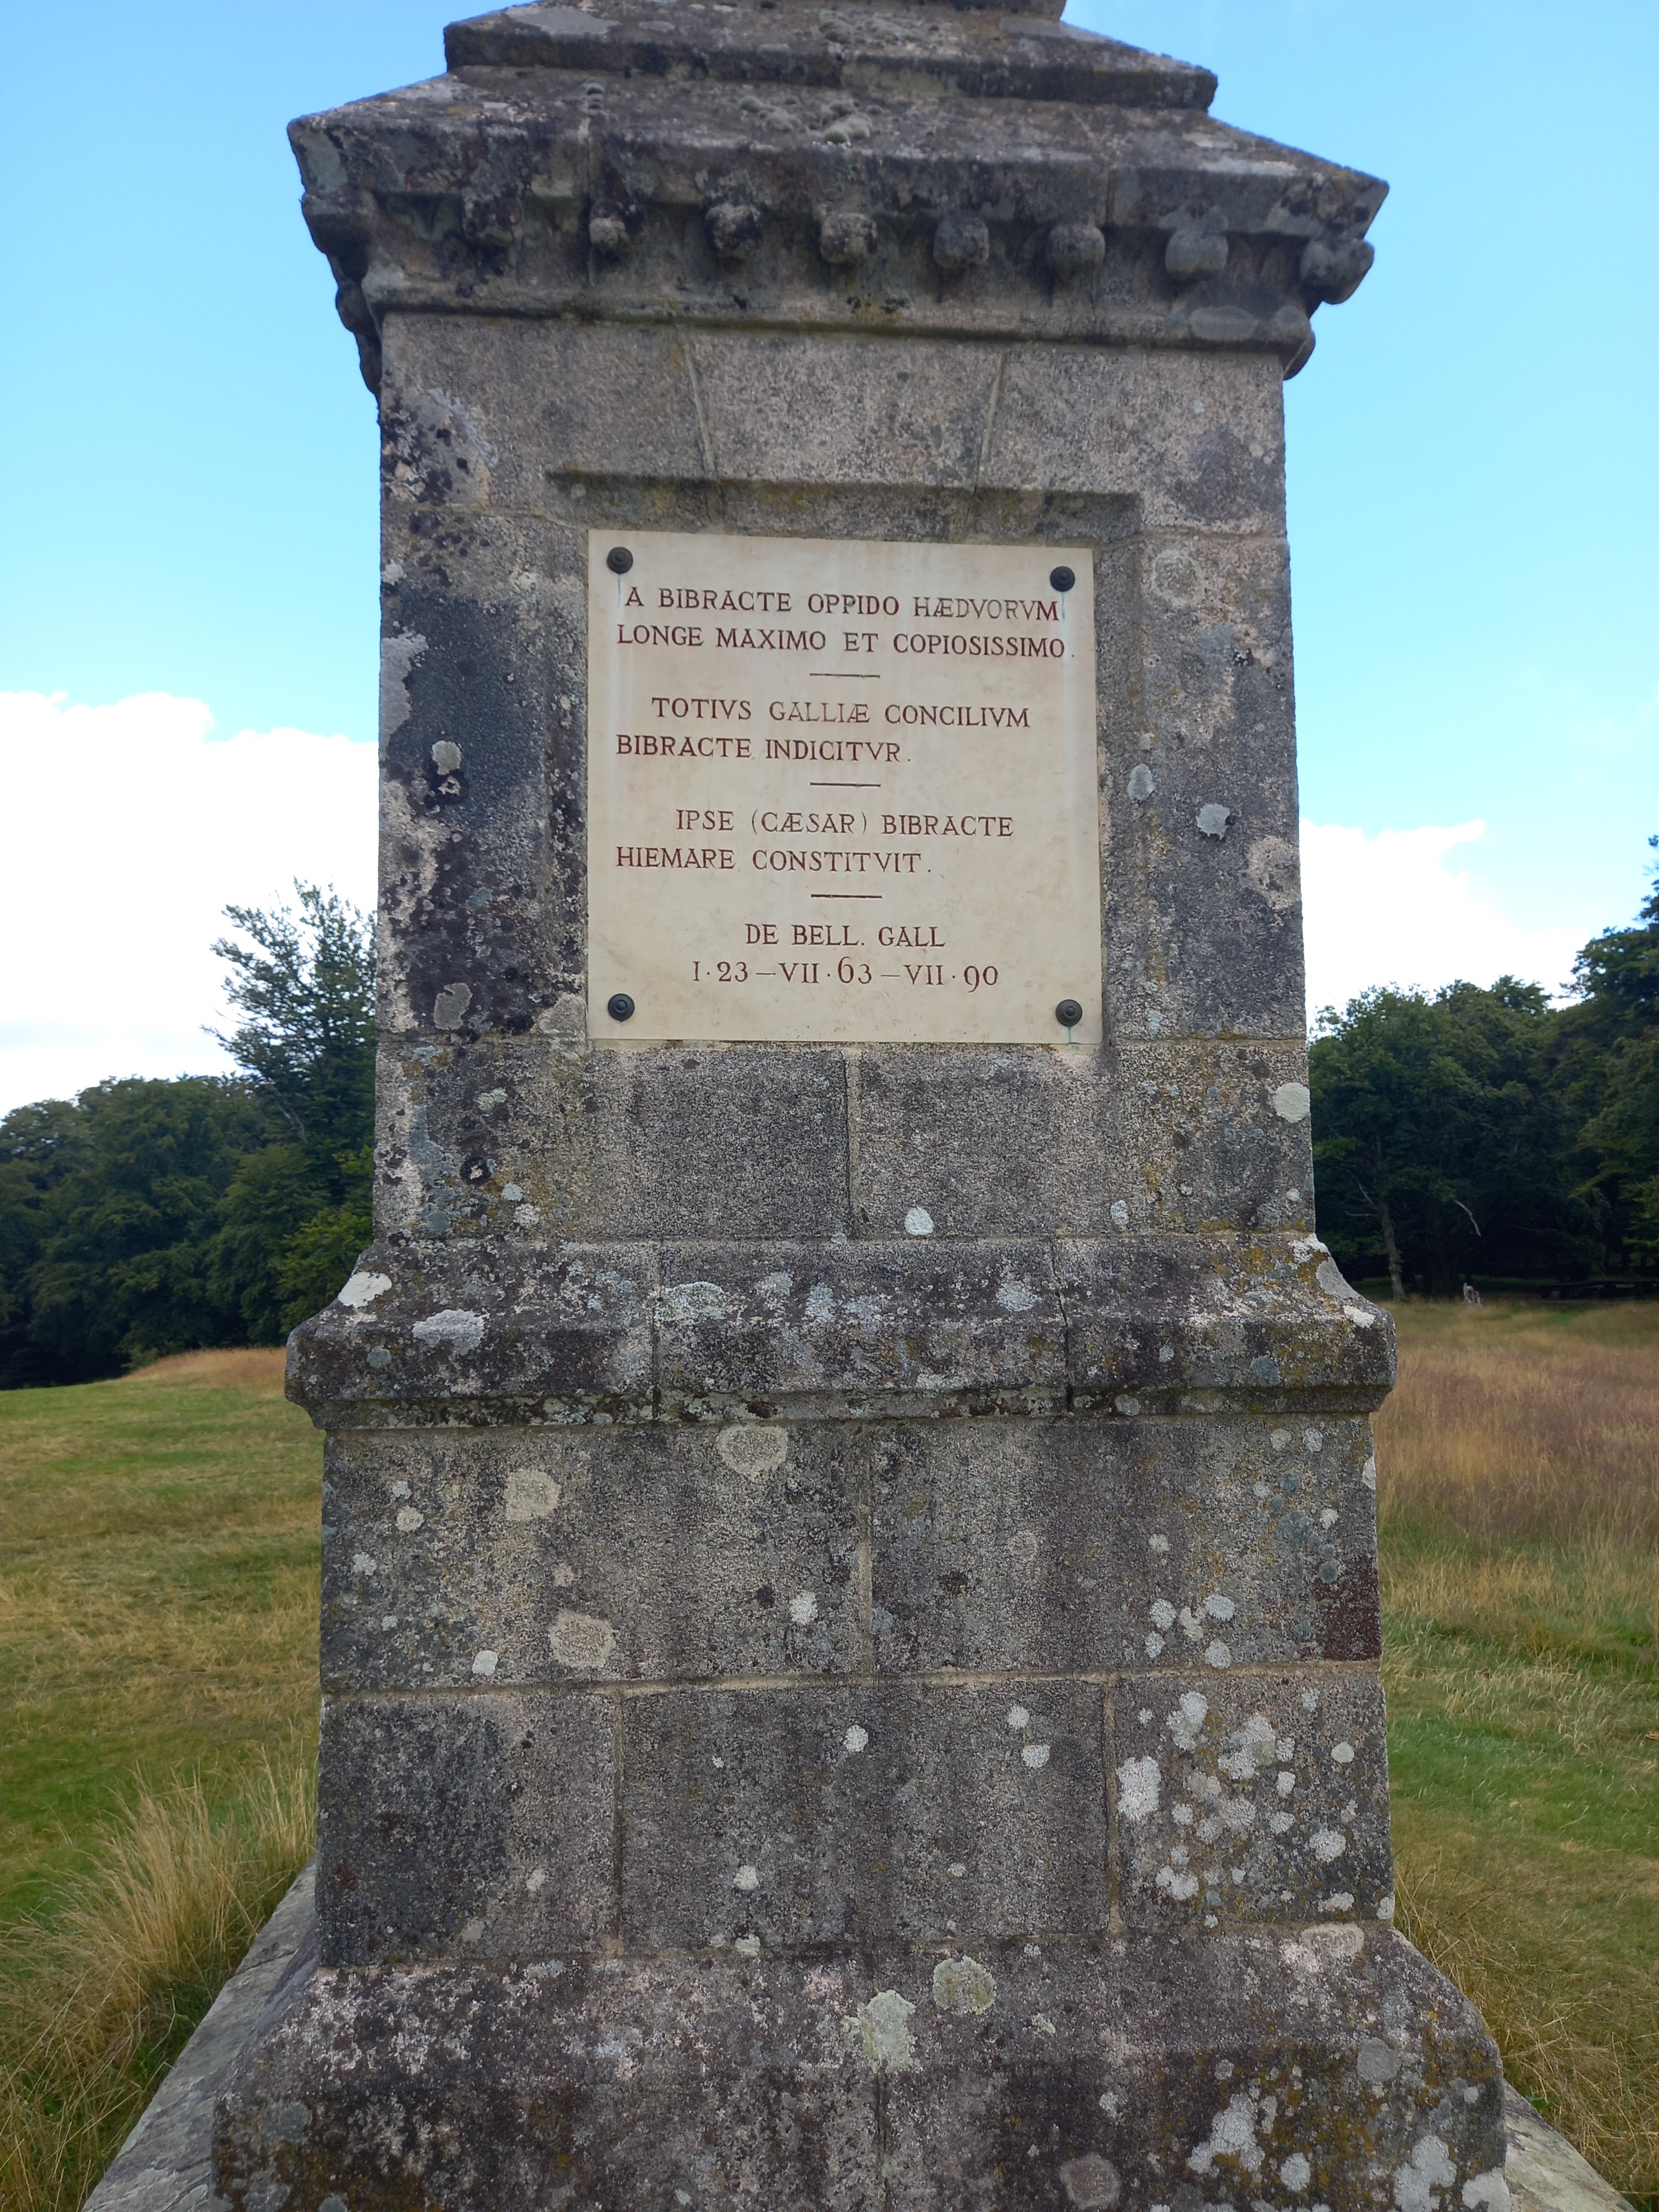 A BIBRACTE OPPIDO HÆDVORVM
LONGE MAXIMO ET COPIOSISSIMO.
TOTIVS GALLIÆ CONCILIVM
BIBRACTE INDICITVR.
IPSE (CÆSAR) BIBRACTE
HIEMARE CONSTITVIT.
DE BELL. GALL
I·23–VII·63–VII·90